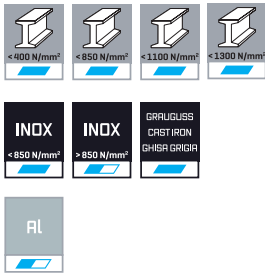 <400 N/mm²
<850 N/mm²
<1100 N/mm²
<1300 N/mm²
INOX
<850 N/mm²
INOX
>850 N/mm²
GRAUGUSS
CAST IRON
GHISA GRIGIA
Al